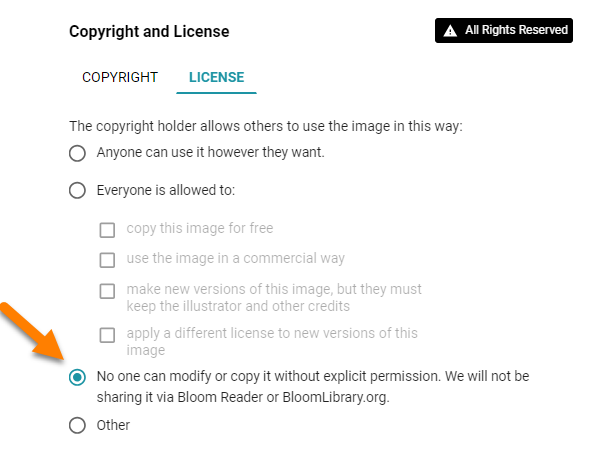 Copyright and License
All Rights Reserved
COPYRIGHT LICENSE
The copyright holder allows others to use the image in this way:
Anyone can use it however they want.
Everyone is allowed to:
copy this image for free
use the image in a commercial way
make new versions of this image, but they must
keep the illustrator and other credits
apply a different license to new versions of this
image
No one can modify or copy it without explicit permission. We will not be
sharing it via Bloom Reader or BloomLibrary.org.
Other